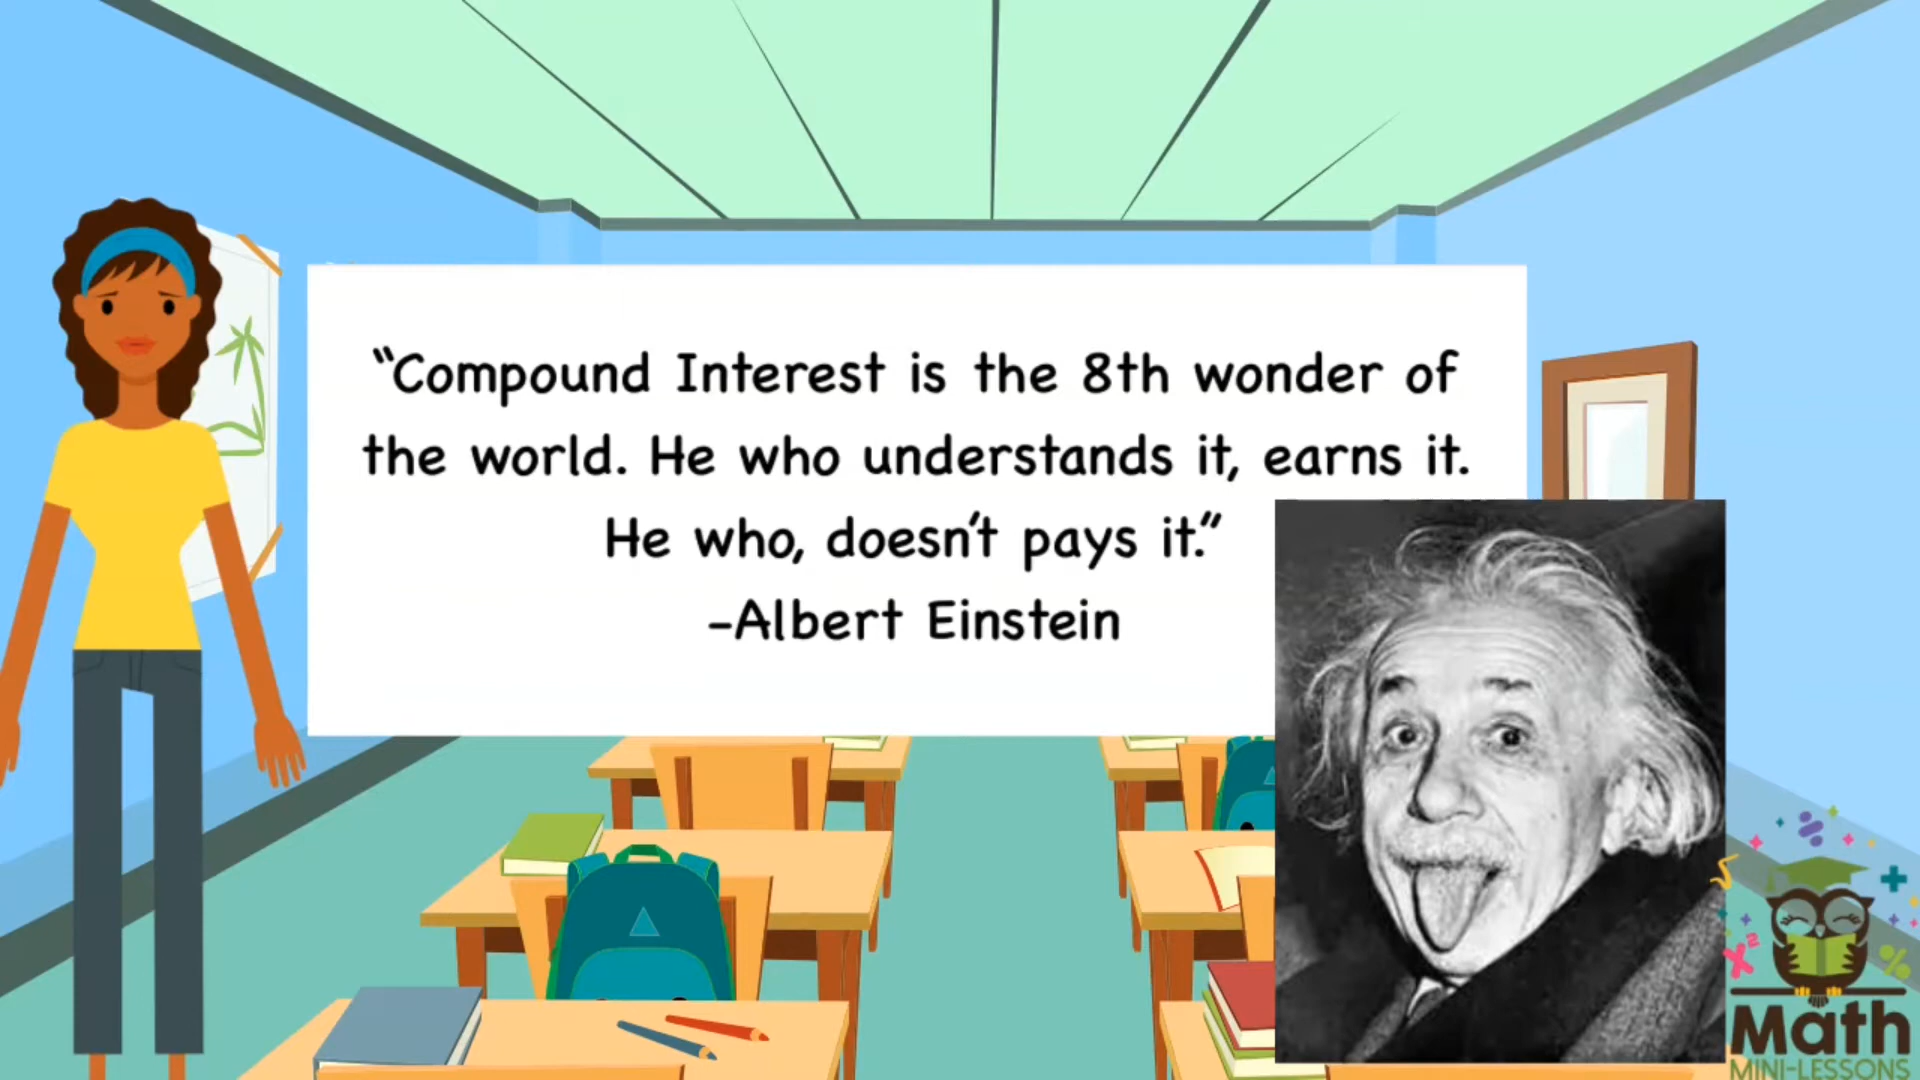 “Compound Interest is the 8th wonder of
the world. He who understands it, earns it.
He who, doesn't pays it.”
-Albert Einstein
x²
Math
MINI-LESSONS